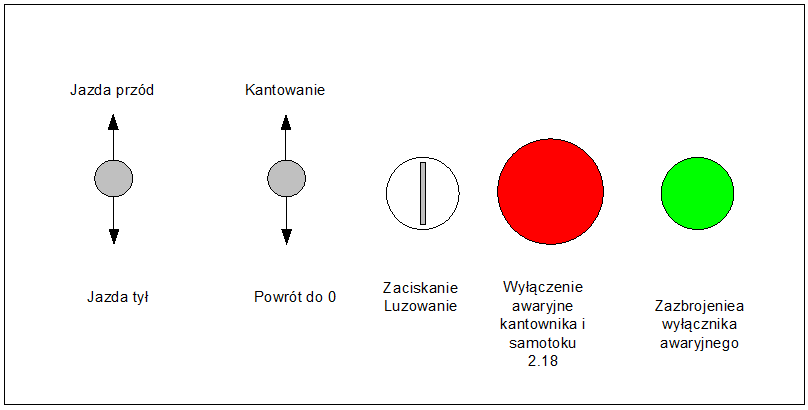 Jazda przód
Kantowanie
Jazda tył
Powrót do 0
Zaciskanie
Luzowanie
Wyłączenie
awaryjne
kantownika i
samotoku
2.18
Zazbrojeniea
wyłącznika
awaryjnego